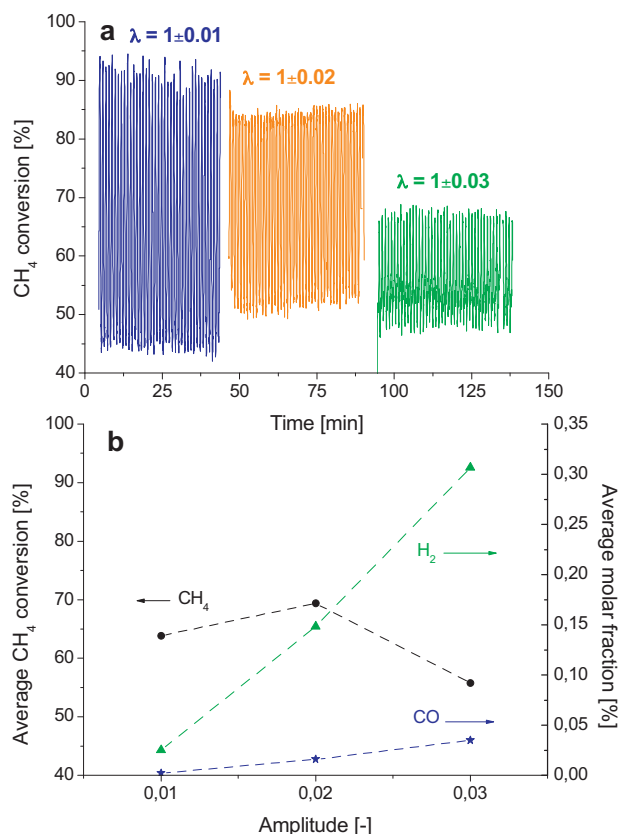 a
λ = 1±0.01
λ = 1±0.02
λ = 1±0.03
CH₄ conversion [%]
100
90
80
70
60
50
40
0
25
50
75
100
125
150
Time [min]
b
Average CH₄ conversion [%]
100
90
80
70
60
50
40
CH₄
H₂
CO
0,35
0,30
0,25
0,20
0,15
0,10
0,05
0,00
Average molar fraction [%]
0,01
0,02
0,03
Amplitude [-]